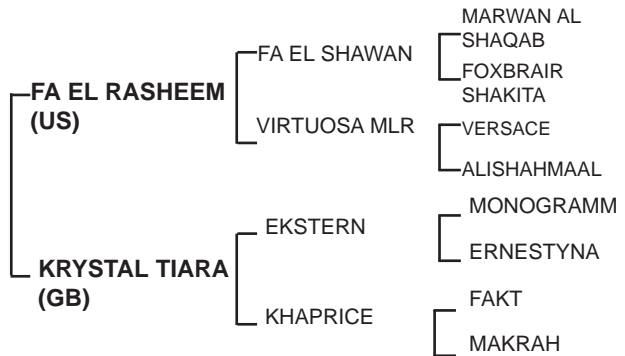 MARWAN AL
SHAQAB
FA EL SHAWAN
FOXBRAIR
SHAKITA
FA EL RASHEEM
(US)
VIRTUOSA MLR
VERSACE
ALISHAHMAAL
MONOGRAMM
EKSTERN
ERNESTYNA
KRYSTAL TIARA
(GB)
FAKT
KHAPRICE
MAKRAH